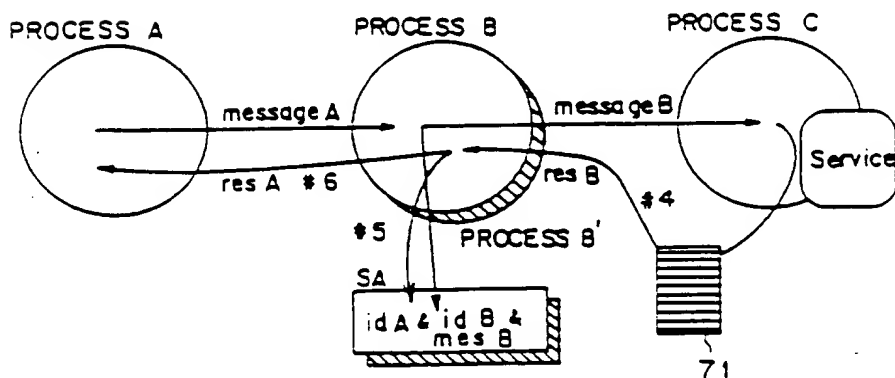 PROCESS A
PROCESS B
PROCESS C
message A
message B
Service
res A #6
res B
#4
#5
PROCESS B'
SA
id A & id B &
mes B
71